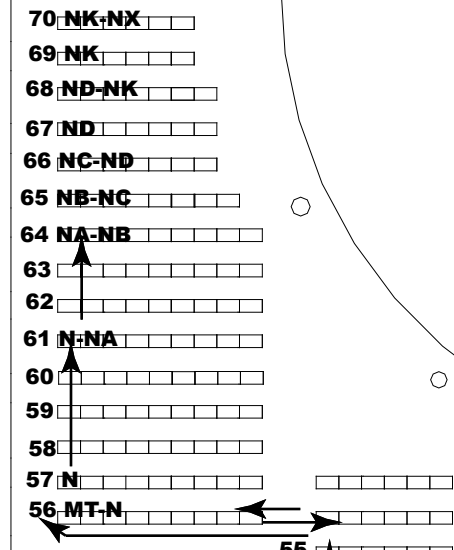 70 NK-NX
69 NK
68 ND-NK
67 ND
66 NC-ND
65 NB-NC
64 NA-NB
63
62
61 N-NA
60
59
58
57 N
56 MT-N
55